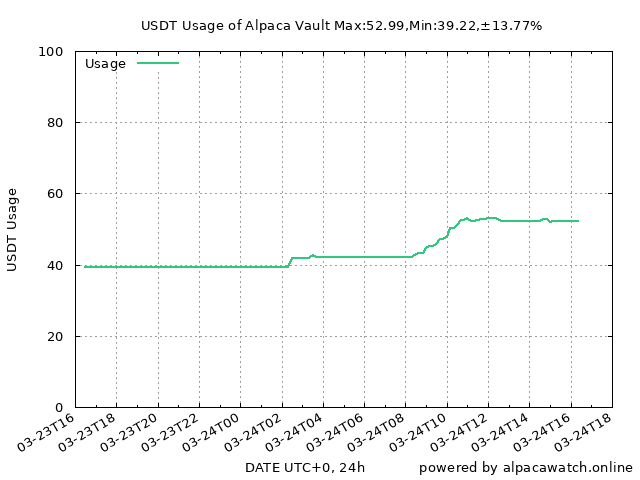 USDT Usage of Alpaca Vault Max:52.99,Min:39.22,±13.77%
Usage
USDT Usage
100
80
60
40
20
0
03-23T16
03-23T18
03-23T20
03-23T22
03-24T00
03-24T02
03-24T04
03-24T06
03-24T08
03-24T10
03-24T12
03-24T14
03-24T16
03-24T18
DATE UTC+0, 24h
powered by alpacawatch.online